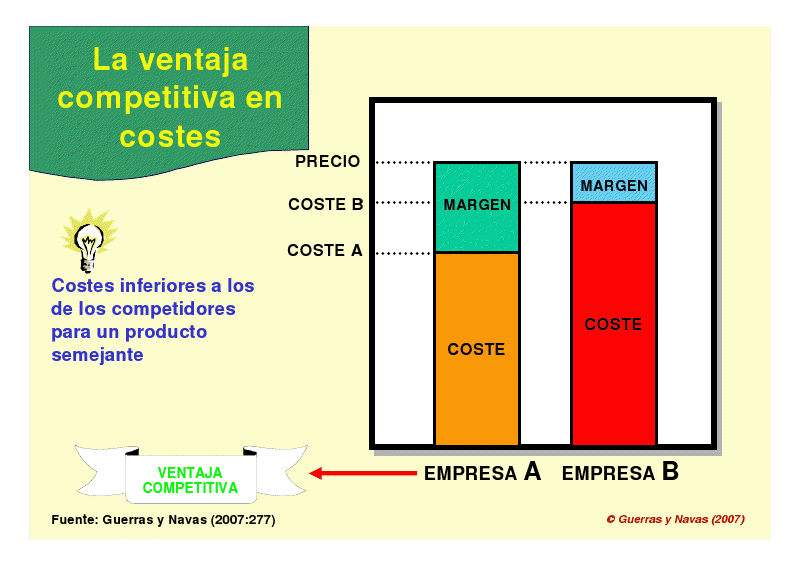 La ventaja
competitiva en
costes
PRECIO
COSTE B
COSTE A
MARGEN
MARGEN
COSTE
COSTE
Costes inferiores a los
de los competidores
para un producto
semejante
VENTAJA
COMPETITIVA
EMPRESA A
EMPRESA B
Fuente: Guerras y Navas (2007:277)
© Guerras y Navas (2007)